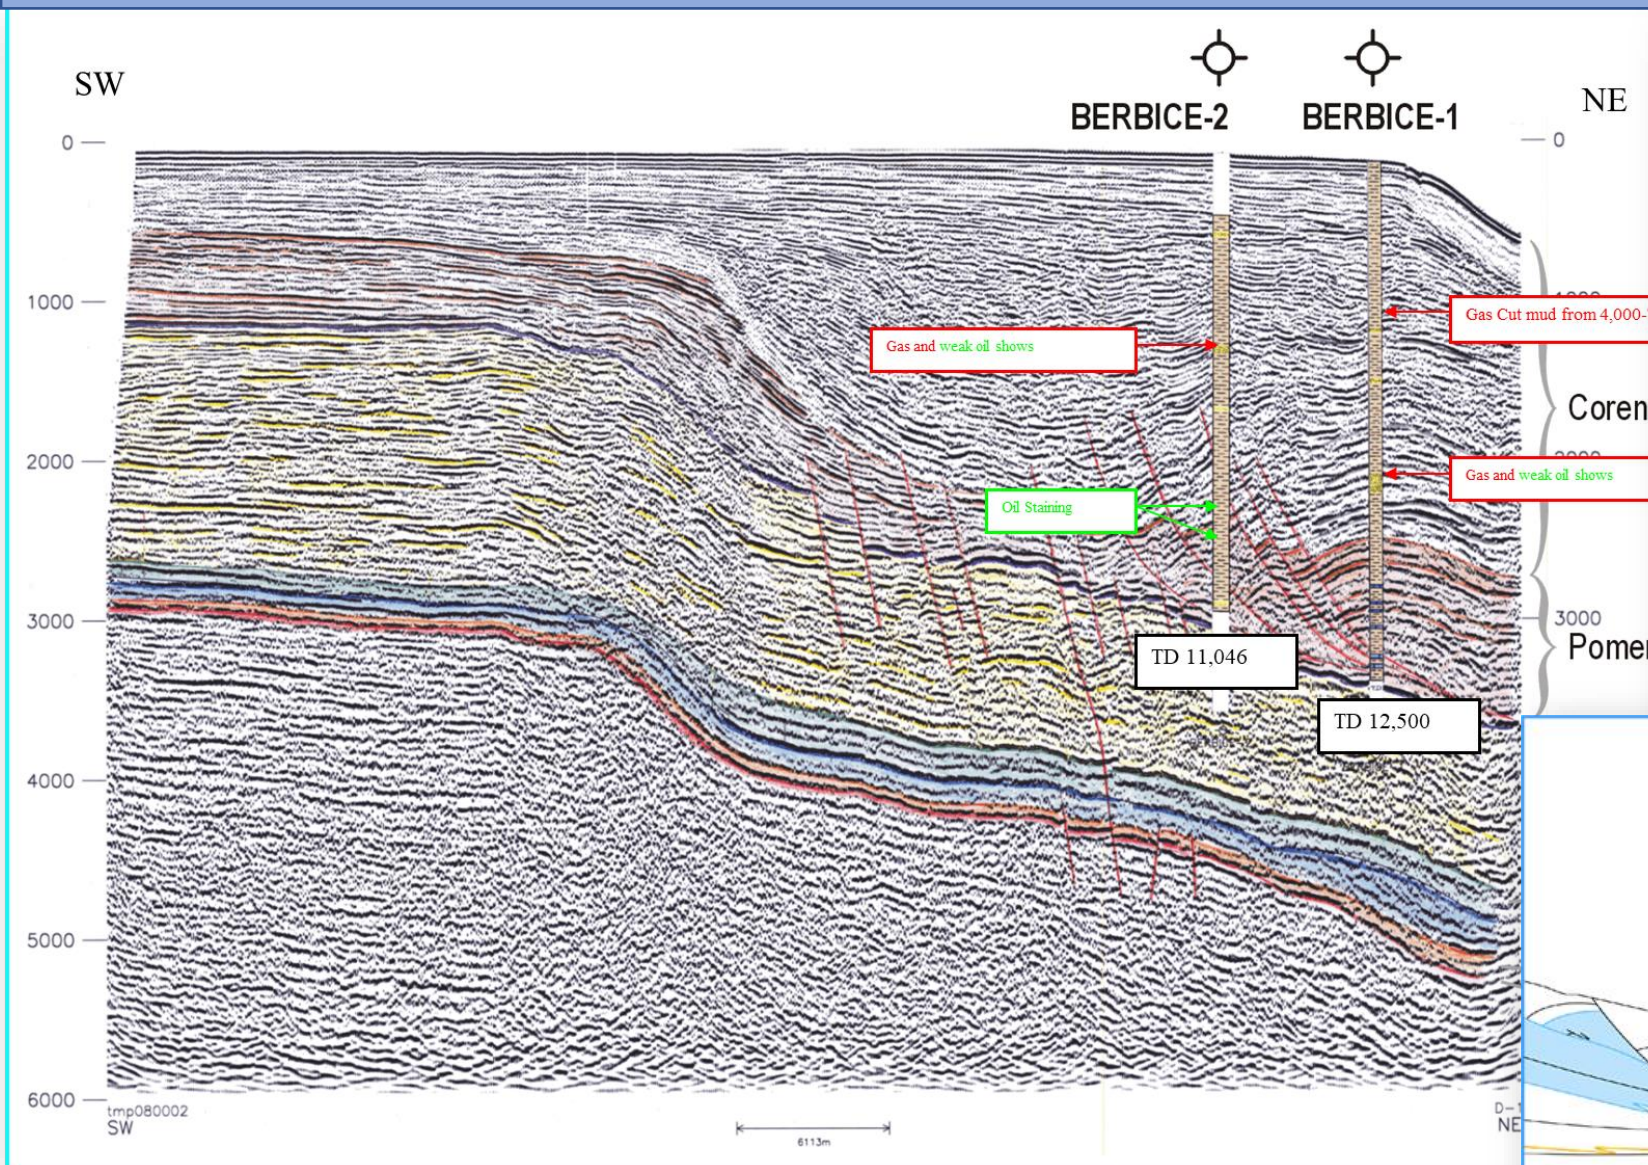 SW
NE
BERBICE-2
BERBICE-1
0
0
1000
Gas Cut mud from 4,000-
Gas and weak oil shows
Coren
2000
Gas and weak oil shows
Oil Staining
3000
3000
TD 11,046
Pomer
TD 12,500
4000
5000
6000
tmp080002
SW
6113m
D-1
NE